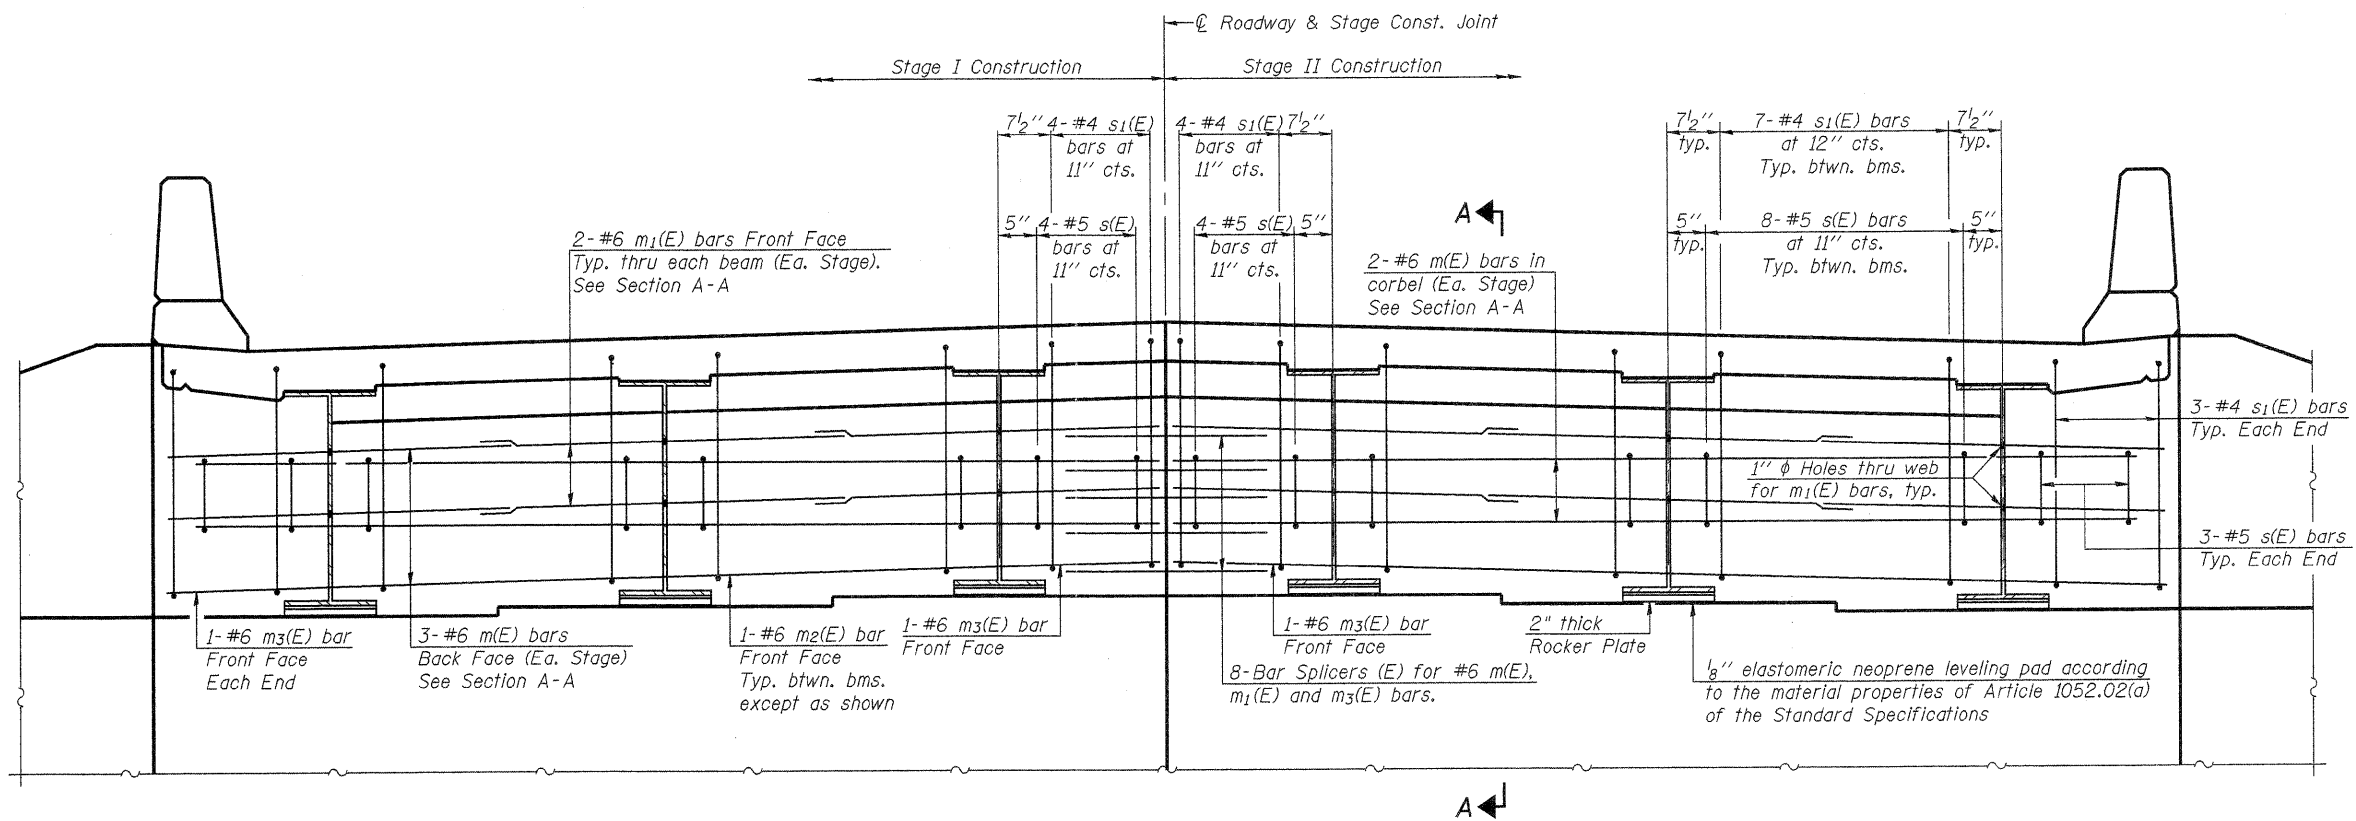 ℄ Roadway & Stage Const. Joint
Stage I Construction
Stage II Construction
7½" 4-#4 s1(E)
bars at
11" cts.
4-#4 s1(E) 7½"
bars at
11" cts.
7½"
typ.
7-#4 s1(E) bars
at 12" cts.
Typ. btwn. bms.
7½"
typ.
5" 4-#5 s(E)
bars at
11" cts.
4-#5 s(E) 5"
bars at
11" cts.
A
5"
typ.
8-#5 s(E) bars
at 11" cts.
Typ. btwn. bms.
5"
typ.
2-#6 m1(E) bars Front Face
Typ. thru each beam (Ea. Stage).
See Section A-A
2-#6 m(E) bars in
corbel (Ea. Stage)
See Section A-A
3-#4 s1(E) bars
Typ. Each End
1" ϕ Holes thru web
for m1(E) bars, typ.
3-#5 s(E) bars
Typ. Each End
1-#6 m3(E) bar
Front Face
Each End
3-#6 m(E) bars
Back Face (Ea. Stage)
See Section A-A
1-#6 m2(E) bar
Front Face
Typ. btwn. bms.
except as shown
1-#6 m3(E) bar
Front Face
1-#6 m3(E) bar
Front Face
8-Bar Splicers (E) for #6 m(E),
m1(E) and m3(E) bars.
2" thick
Rocker Plate
⅛" elastomeric neoprene leveling pad according
to the material properties of Article 1052.02(a)
of the Standard Specifications
A